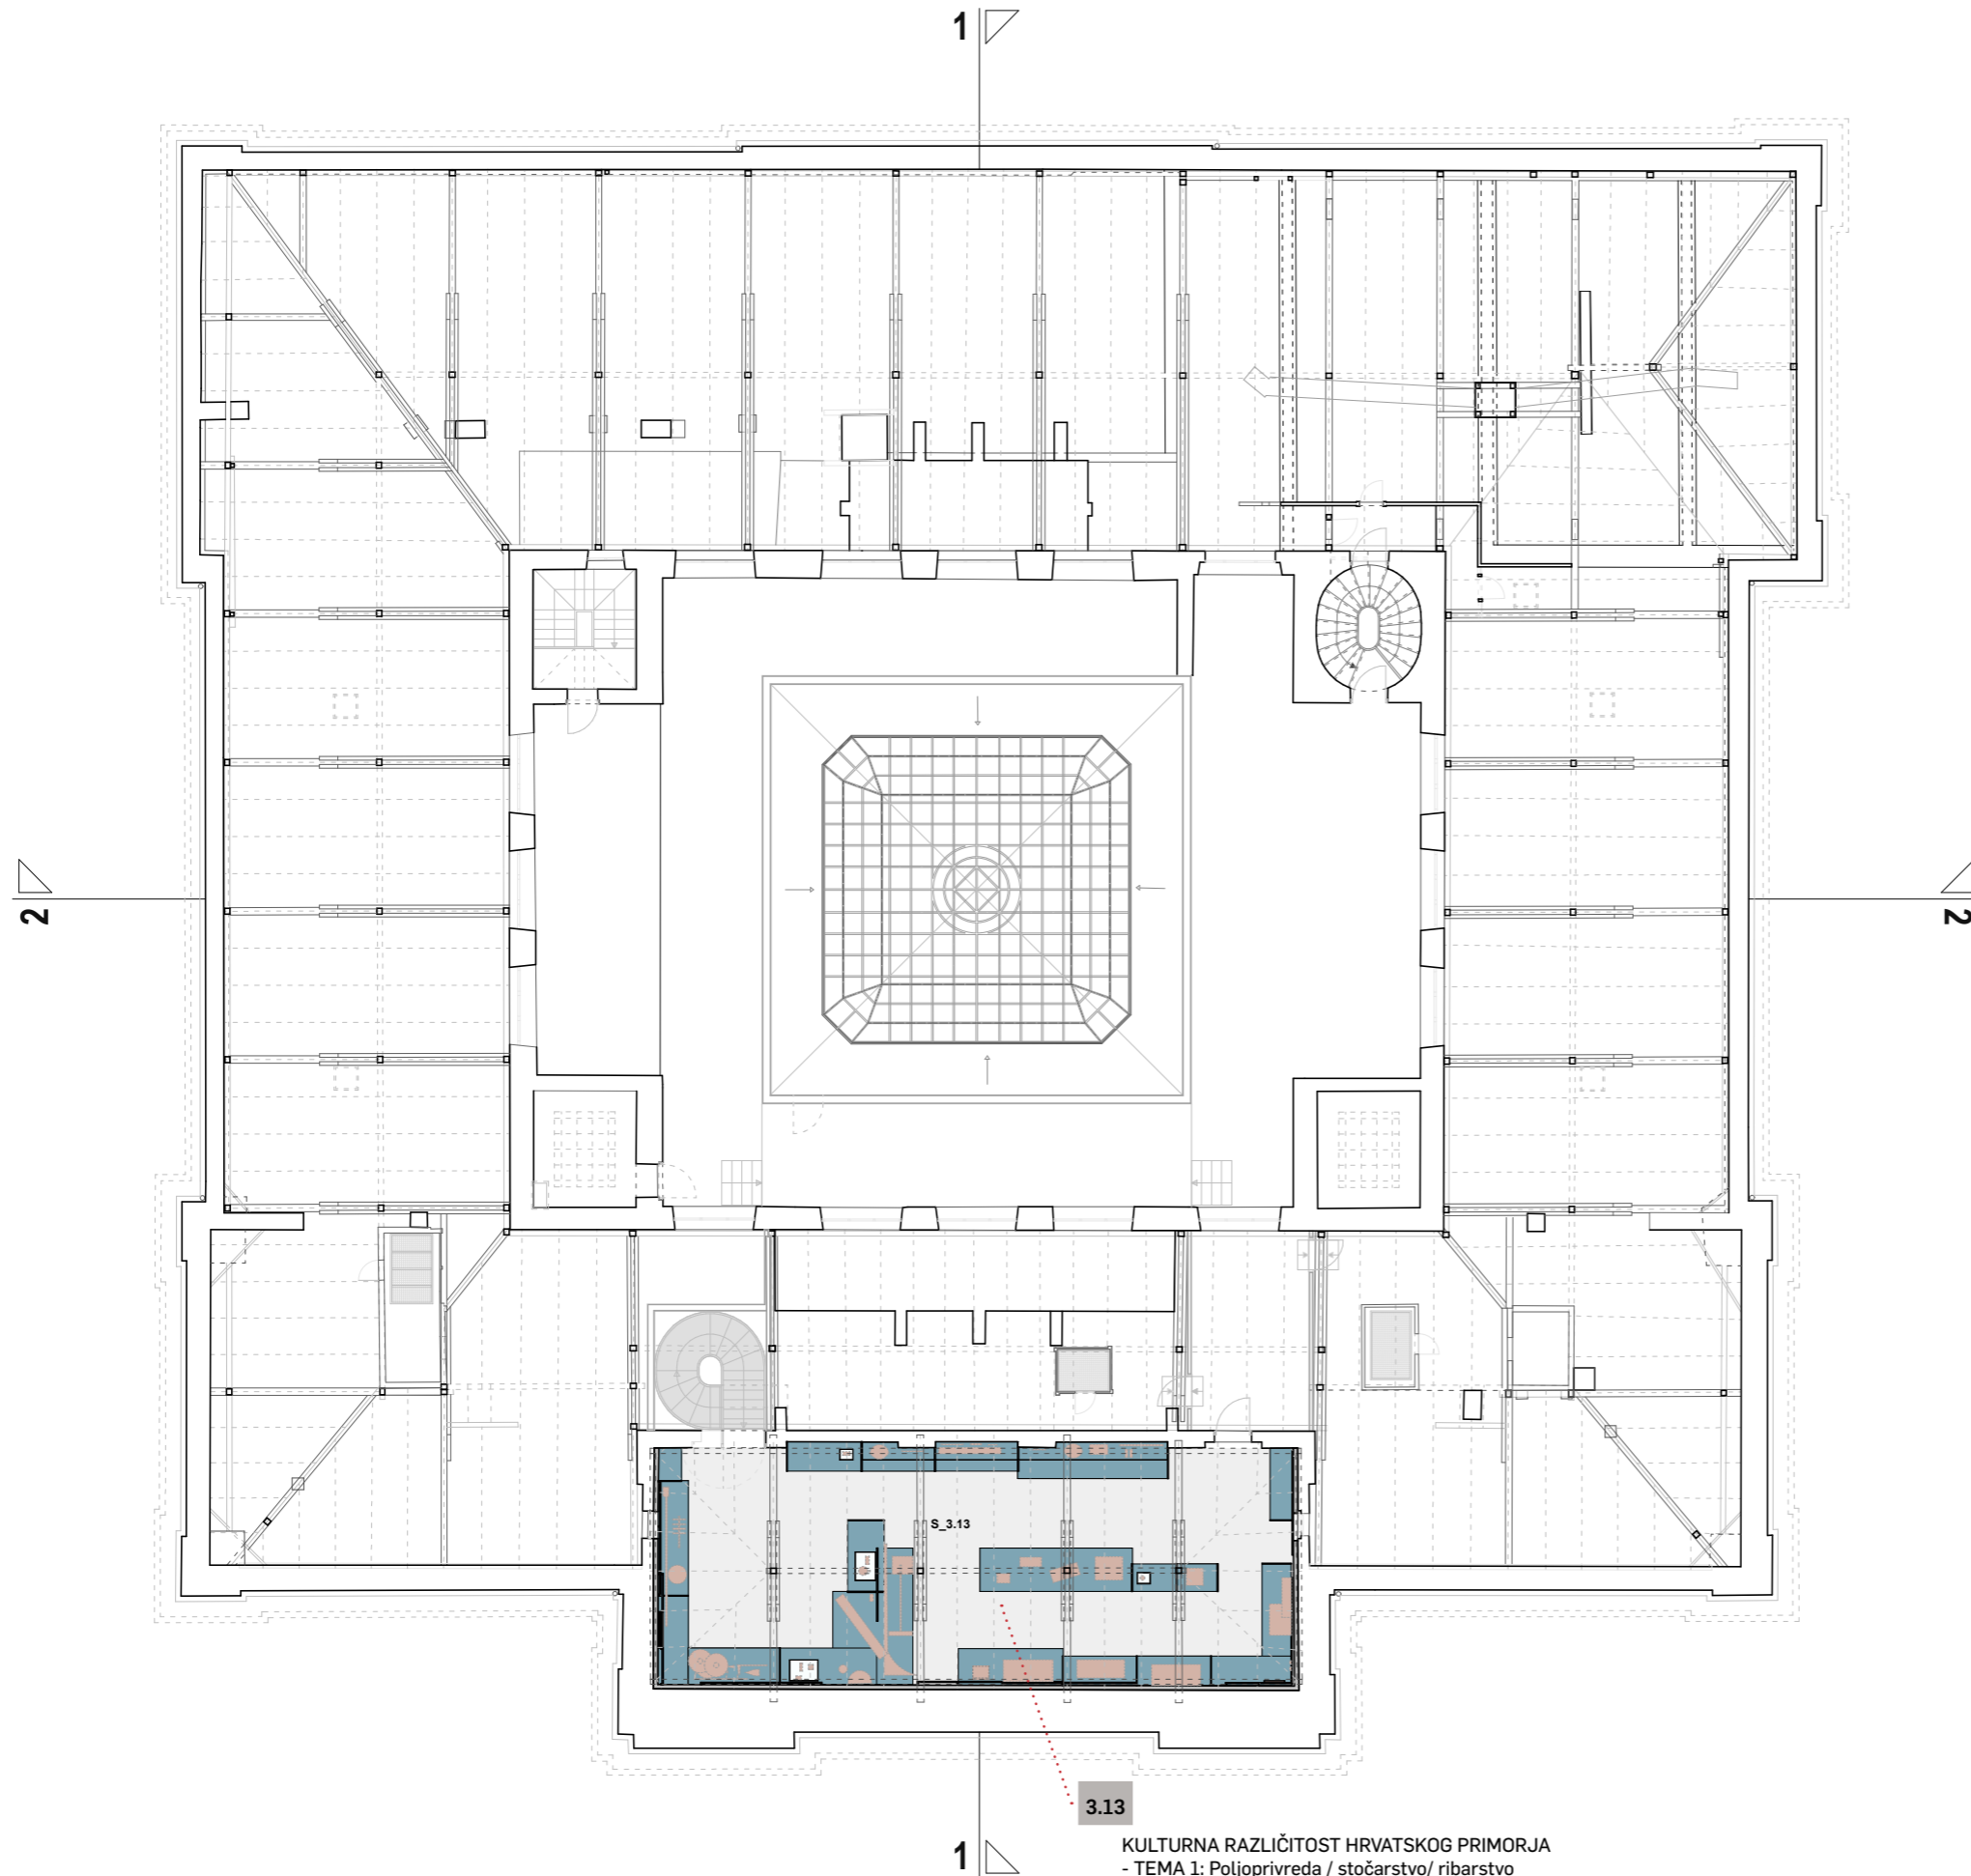 1
2
2
S_3.13
3.13
1
KULTURNA RAZLIČITOST HRVATSKOG PRIMORJA
- TEMA 1: Poljoprivreda / stočarstvo/ ribarstvo